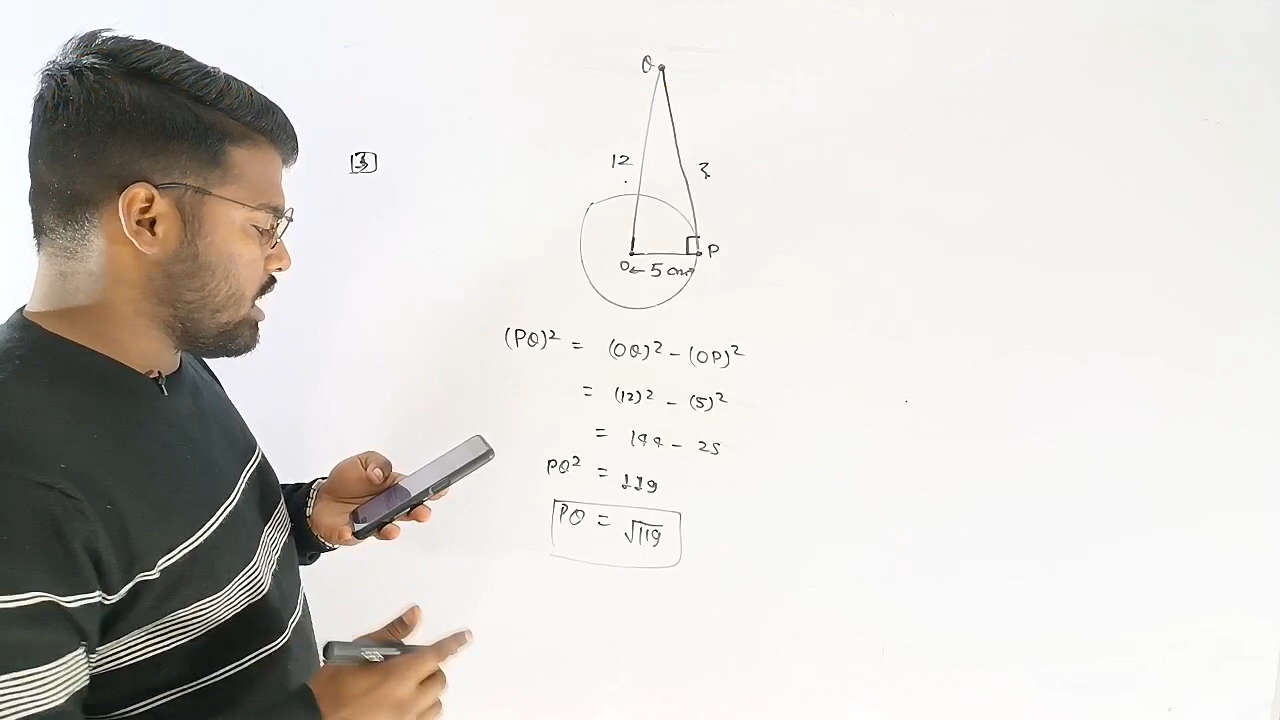 Q
3
12
?
P
O ← 5 cm
(PQ)² = (OQ)² - (OP)²
= (12)² - (5)²
= 144 - 25
PQ² = 119
PQ = √119